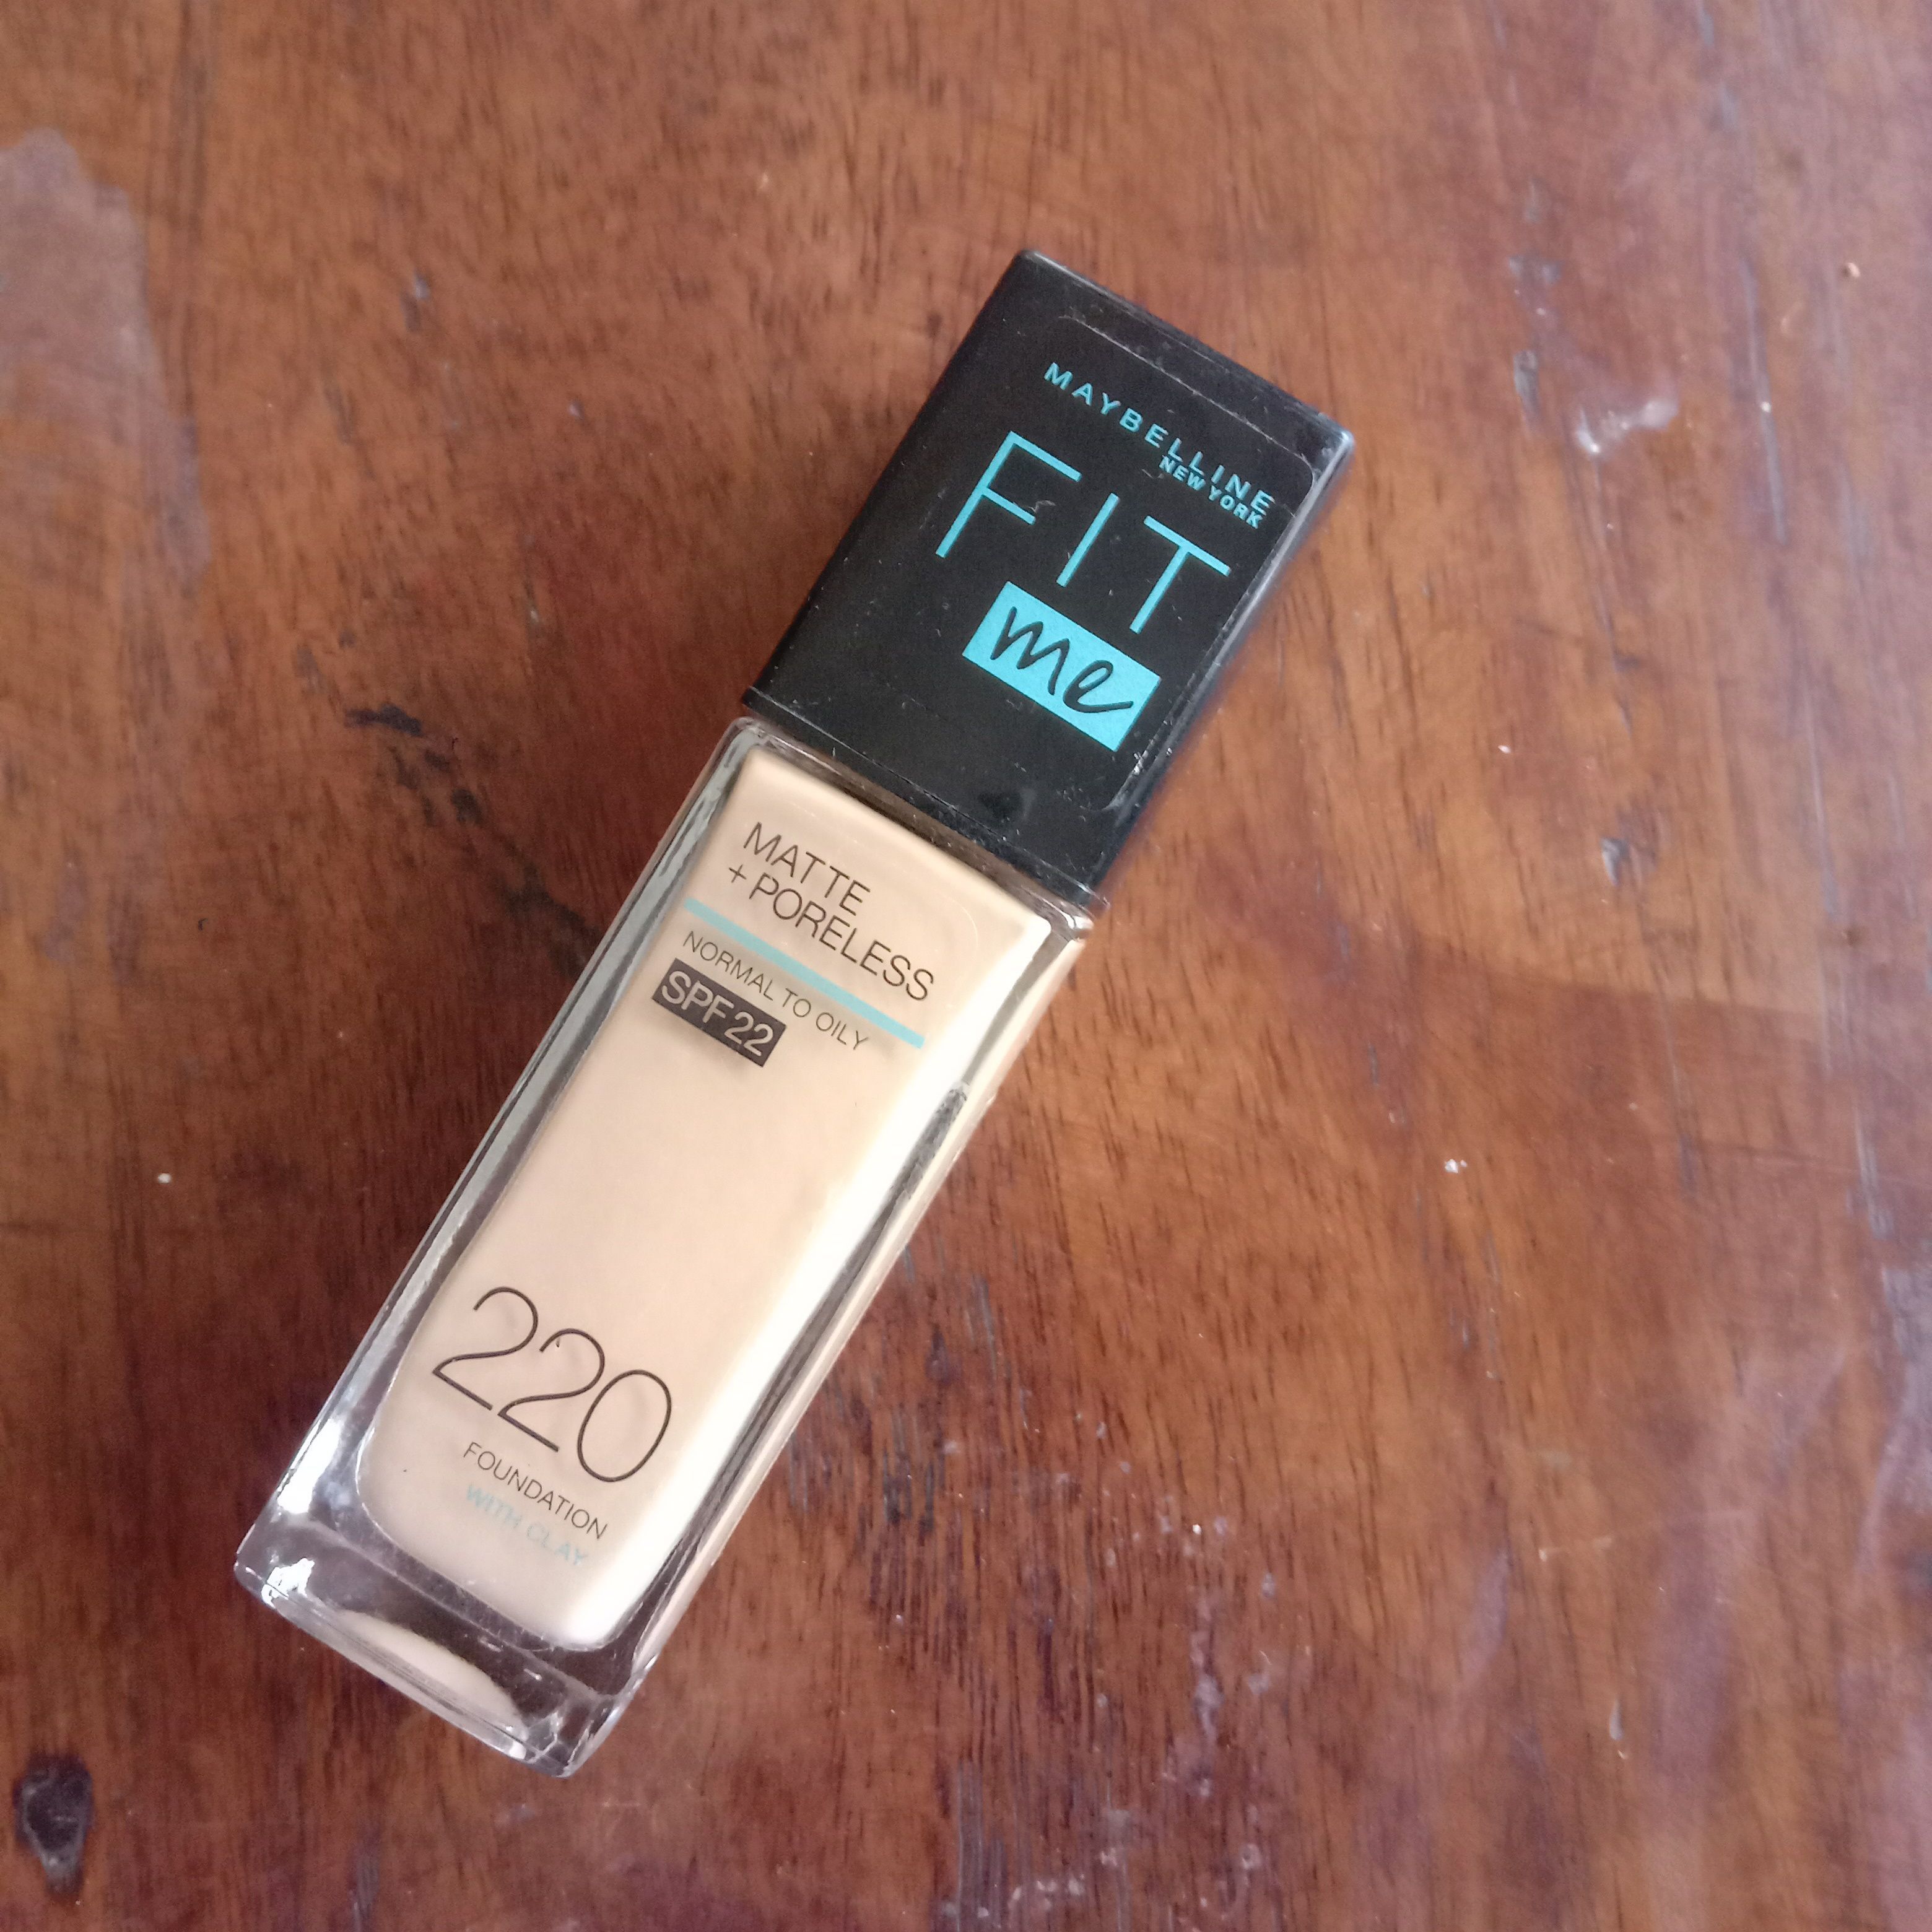 MAYBELLINE
NEW YORK
FIT
me
MATTE
+ PORELESS
NORMAL TO OILY
SPF 22
220
FOUNDATION
WITH CLAY